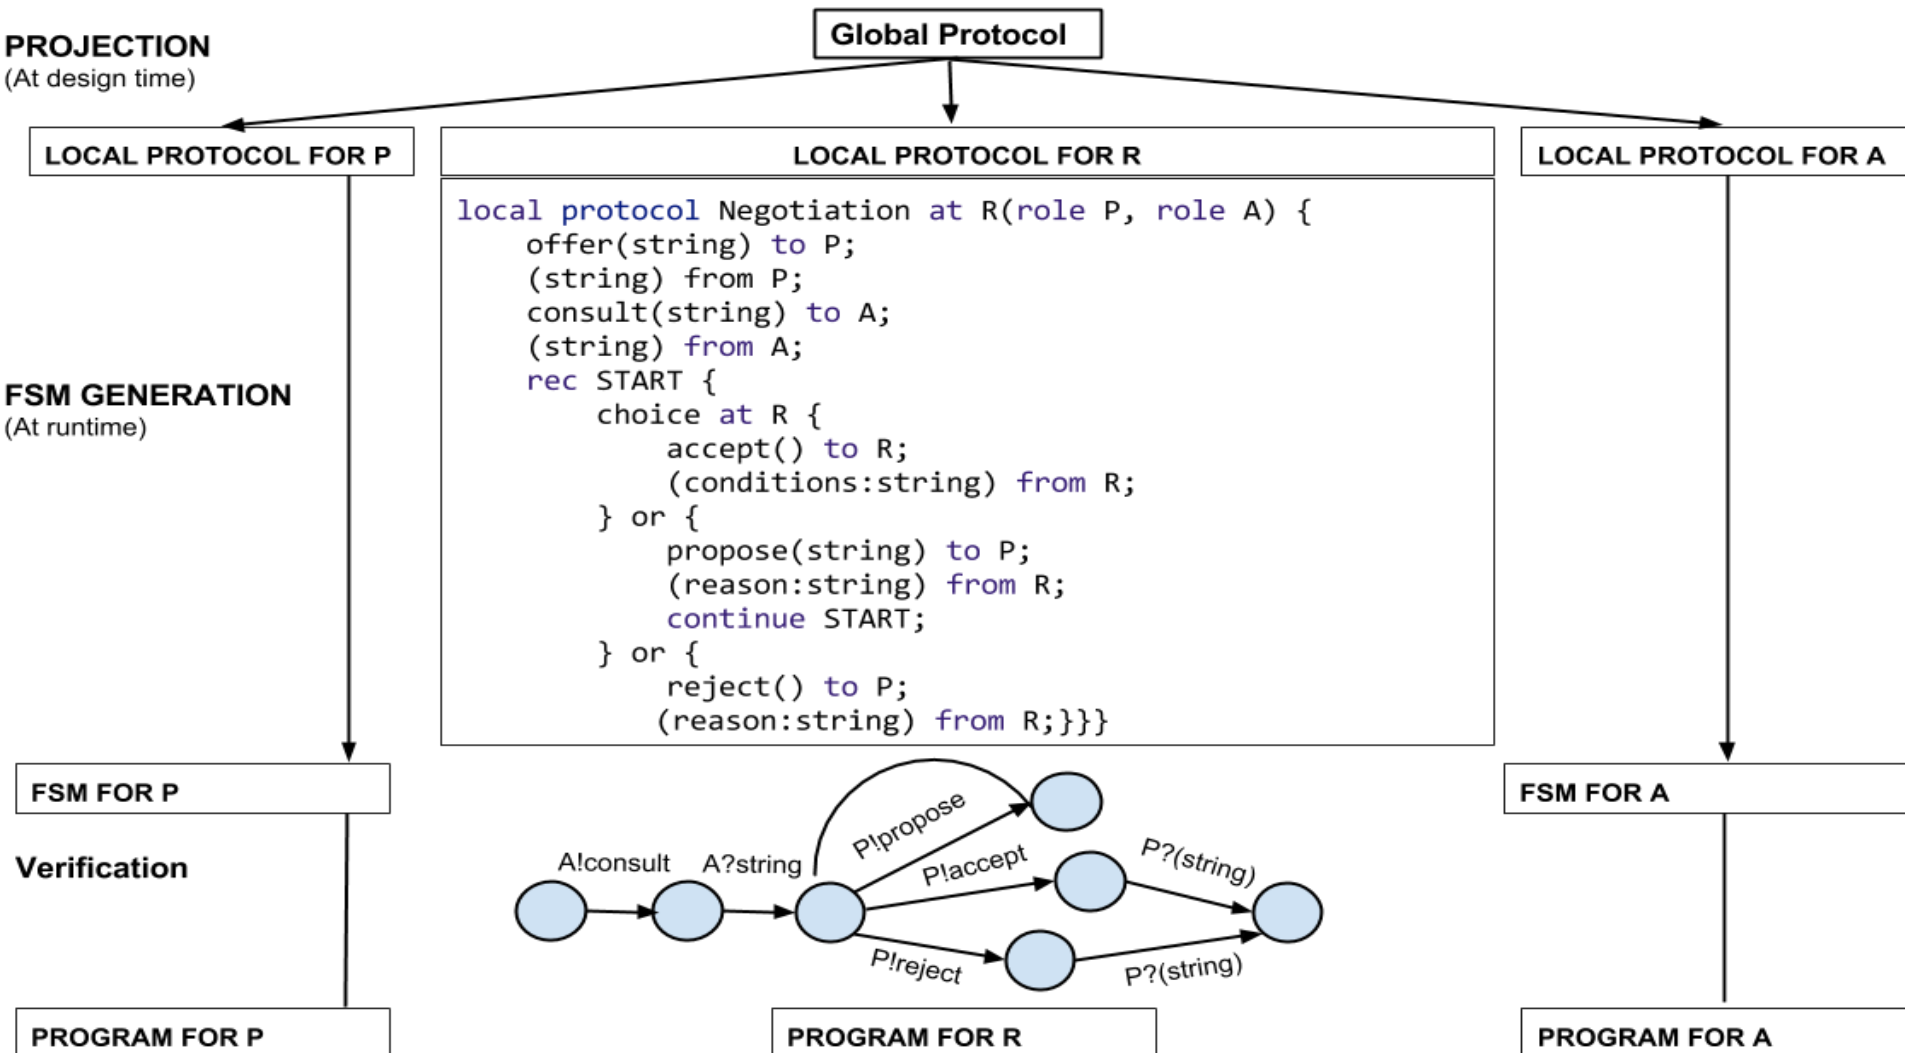 Global Protocol
PROJECTION
(At design time)
LOCAL PROTOCOL FOR P
LOCAL PROTOCOL FOR R
LOCAL PROTOCOL FOR A
local protocol Negotiation at R(role P, role A) {
offer(string) to P;
(string) from P;
consult(string) to A;
(string) from A;
rec START {
choice at R {
accept() to R;
(conditions:string) from R;
} or {
propose(string) to P;
(reason:string) from R;
continue START;
} or {
reject() to P;
(reason:string) from R;}}}
FSM GENERATION
(At runtime)
FSM FOR P
FSM FOR A
Verification
A!consult
A?string
P!propose
P!accept
P?(string)
P!reject
P?(string)
PROGRAM FOR P
PROGRAM FOR R
PROGRAM FOR A